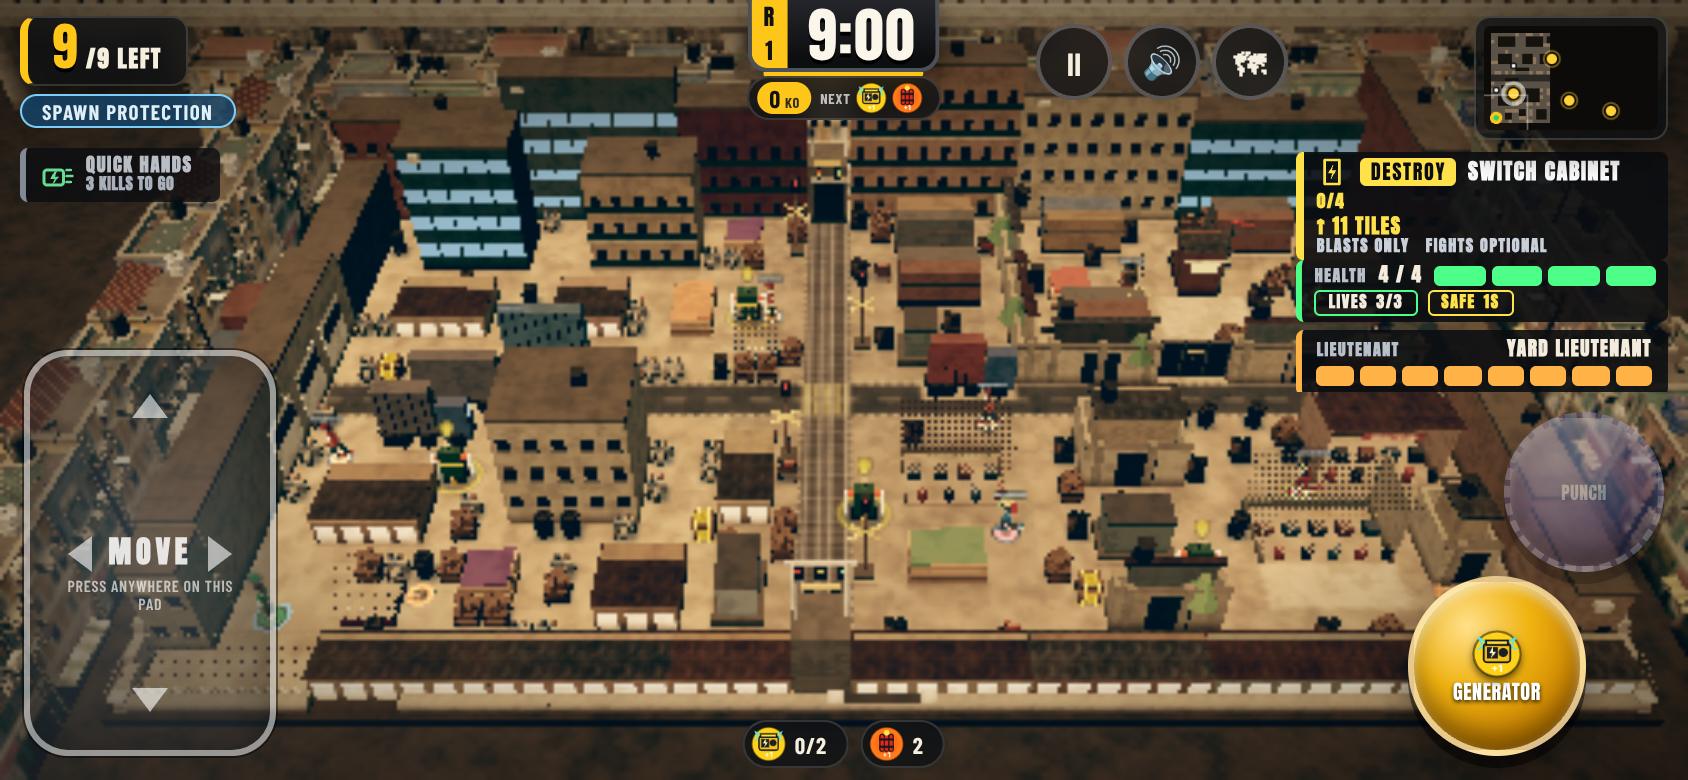 9 /9 LEFT
SPAWN PROTECTION
QUICK HANDS
3 KILLS TO GO
R 1
9:00
0 KO NEXT
DESTROY SWITCH CABINET
0/4
↑ 11 TILES
BLASTS ONLY FIGHTS OPTIONAL
HEALTH 4 / 4
LIVES 3/3 SAFE 1S
LIEUTENANT YARD LIEUTENANT
MOVE
PRESS ANYWHERE ON THIS
PAD
PUNCH
+1
GENERATOR
0/2
2